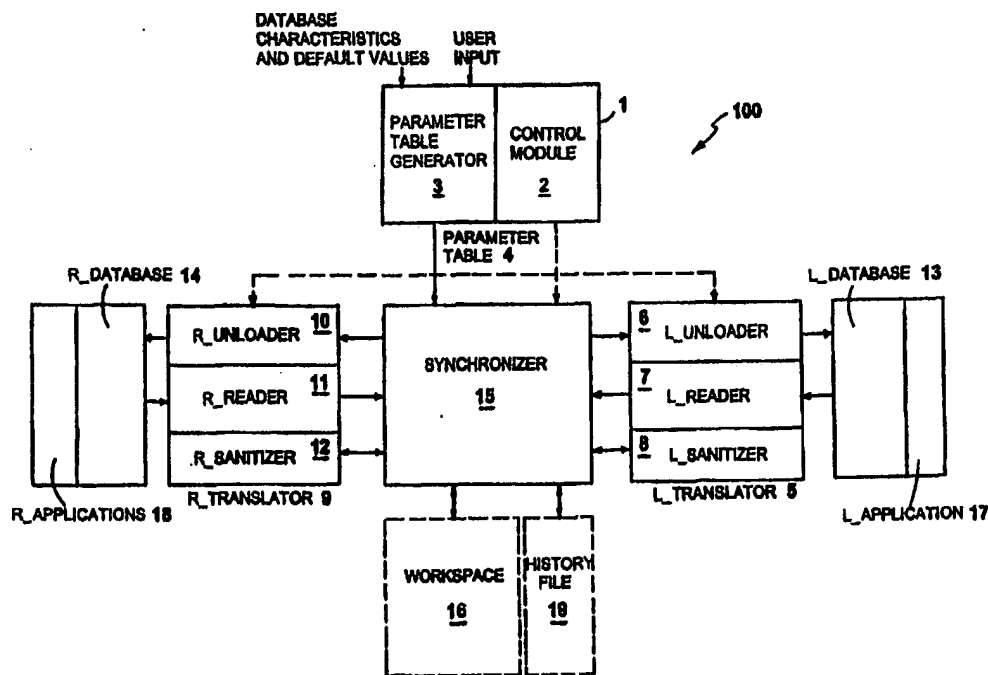 DATABASE
CHARACTERISTICS
AND DEFAULT VALUES
USER
INPUT
1
100
PARAMETER
TABLE
GENERATOR
3
CONTROL
MODULE
2
PARAMETER
TABLE 4
R_DATABASE 14
L_DATABASE 13
R_UNLOADER 10
R_READER 11
R_SANITIZER 12
R_TRANSLATOR 9
SYNCHRONIZER
15
6 L_UNLOADER
7 L_READER
8 L_SANITIZER
L_TRANSLATOR 5
R_APPLICATIONS 18
L_APPLICATION 17
WORKSPACE
16
HISTORY
FILE
19